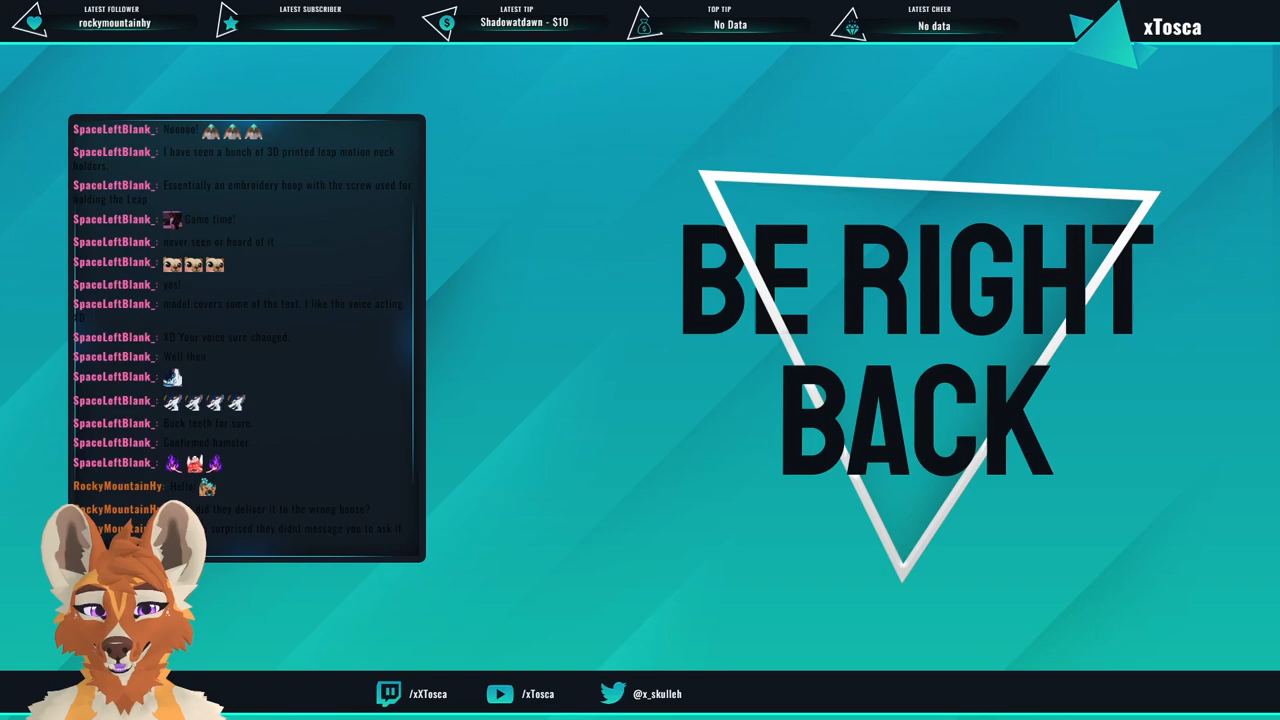 LATEST FOLLOWER
rockymountainhy
LATEST SUBSCRIBER
LATEST TIP
Shadowatdawn - $10
TOP TIP
No Data
LATEST CHEER
No data
xTosca
SpaceLeftBlank_: Nooooo!
SpaceLeftBlank_: I have seen a bunch of 3D printed leap motion neck
holders.
SpaceLeftBlank_: Essentially an embroidery hoop with the screw used for
holding the Leap
SpaceLeftBlank_: Game time!
SpaceLeftBlank_: never seen or heard of it
SpaceLeftBlank_:
SpaceLeftBlank_: yes!
SpaceLeftBlank_: model covers some of the text. I like the voice acting.
SpaceLeftBlank_: XD Your voice sure changed.
SpaceLeftBlank_: Well then
SpaceLeftBlank_:
SpaceLeftBlank_:
SpaceLeftBlank_: Buck teeth for sure.
SpaceLeftBlank_: Confirmed hamster.
SpaceLeftBlank_:
RockyMountainHy: Hello!
RockyMountainHy: did they deliver it to the wrong house?
surprised they didnt message you to ask it
BE RIGHT
BACK
/xXTosca
/xTosca
@x_skulleh